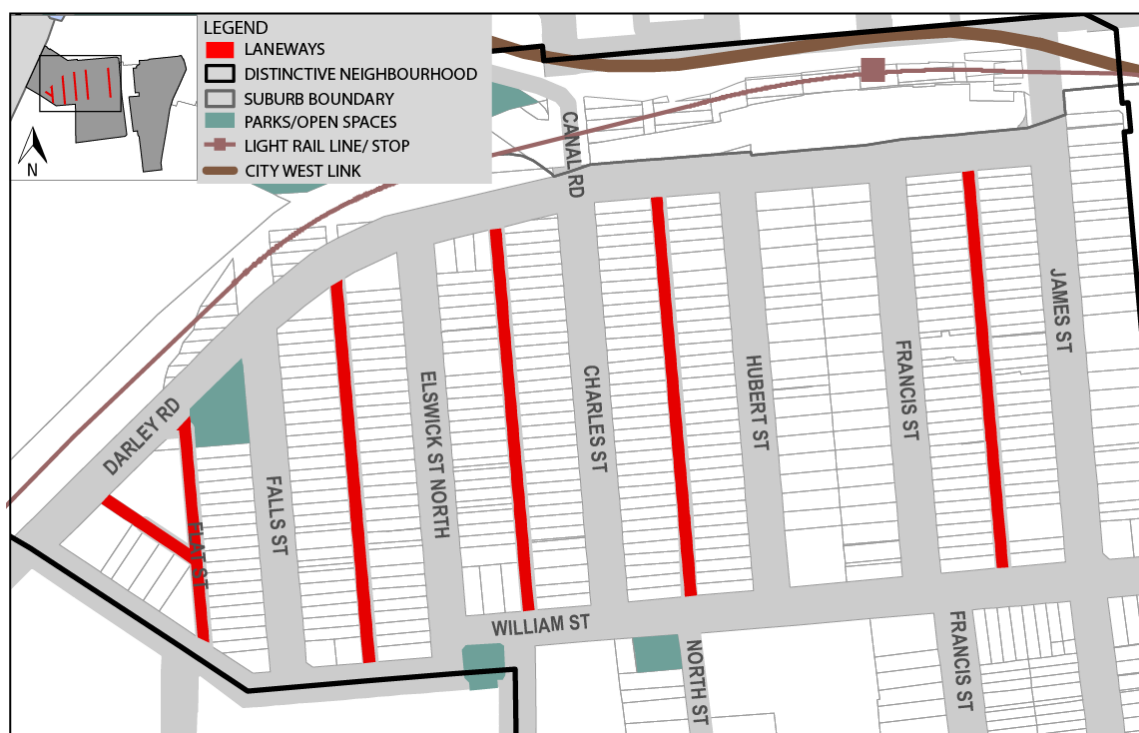 LEGEND
LANEWAYS
DISTINCTIVE NEIGHBOURHOOD
SUBURB BOUNDARY
PARKS/OPEN SPACES
LIGHT RAIL LINE/ STOP
CITY WEST LINK
N
CANAL RD
DARLEY RD
FLAT ST
FALLS ST
ELSWICK ST NORTH
CHARLES ST
HUBERT ST
FRANCIS ST
JAMES ST
WILLIAM ST
NORTH ST
FRANCIS ST